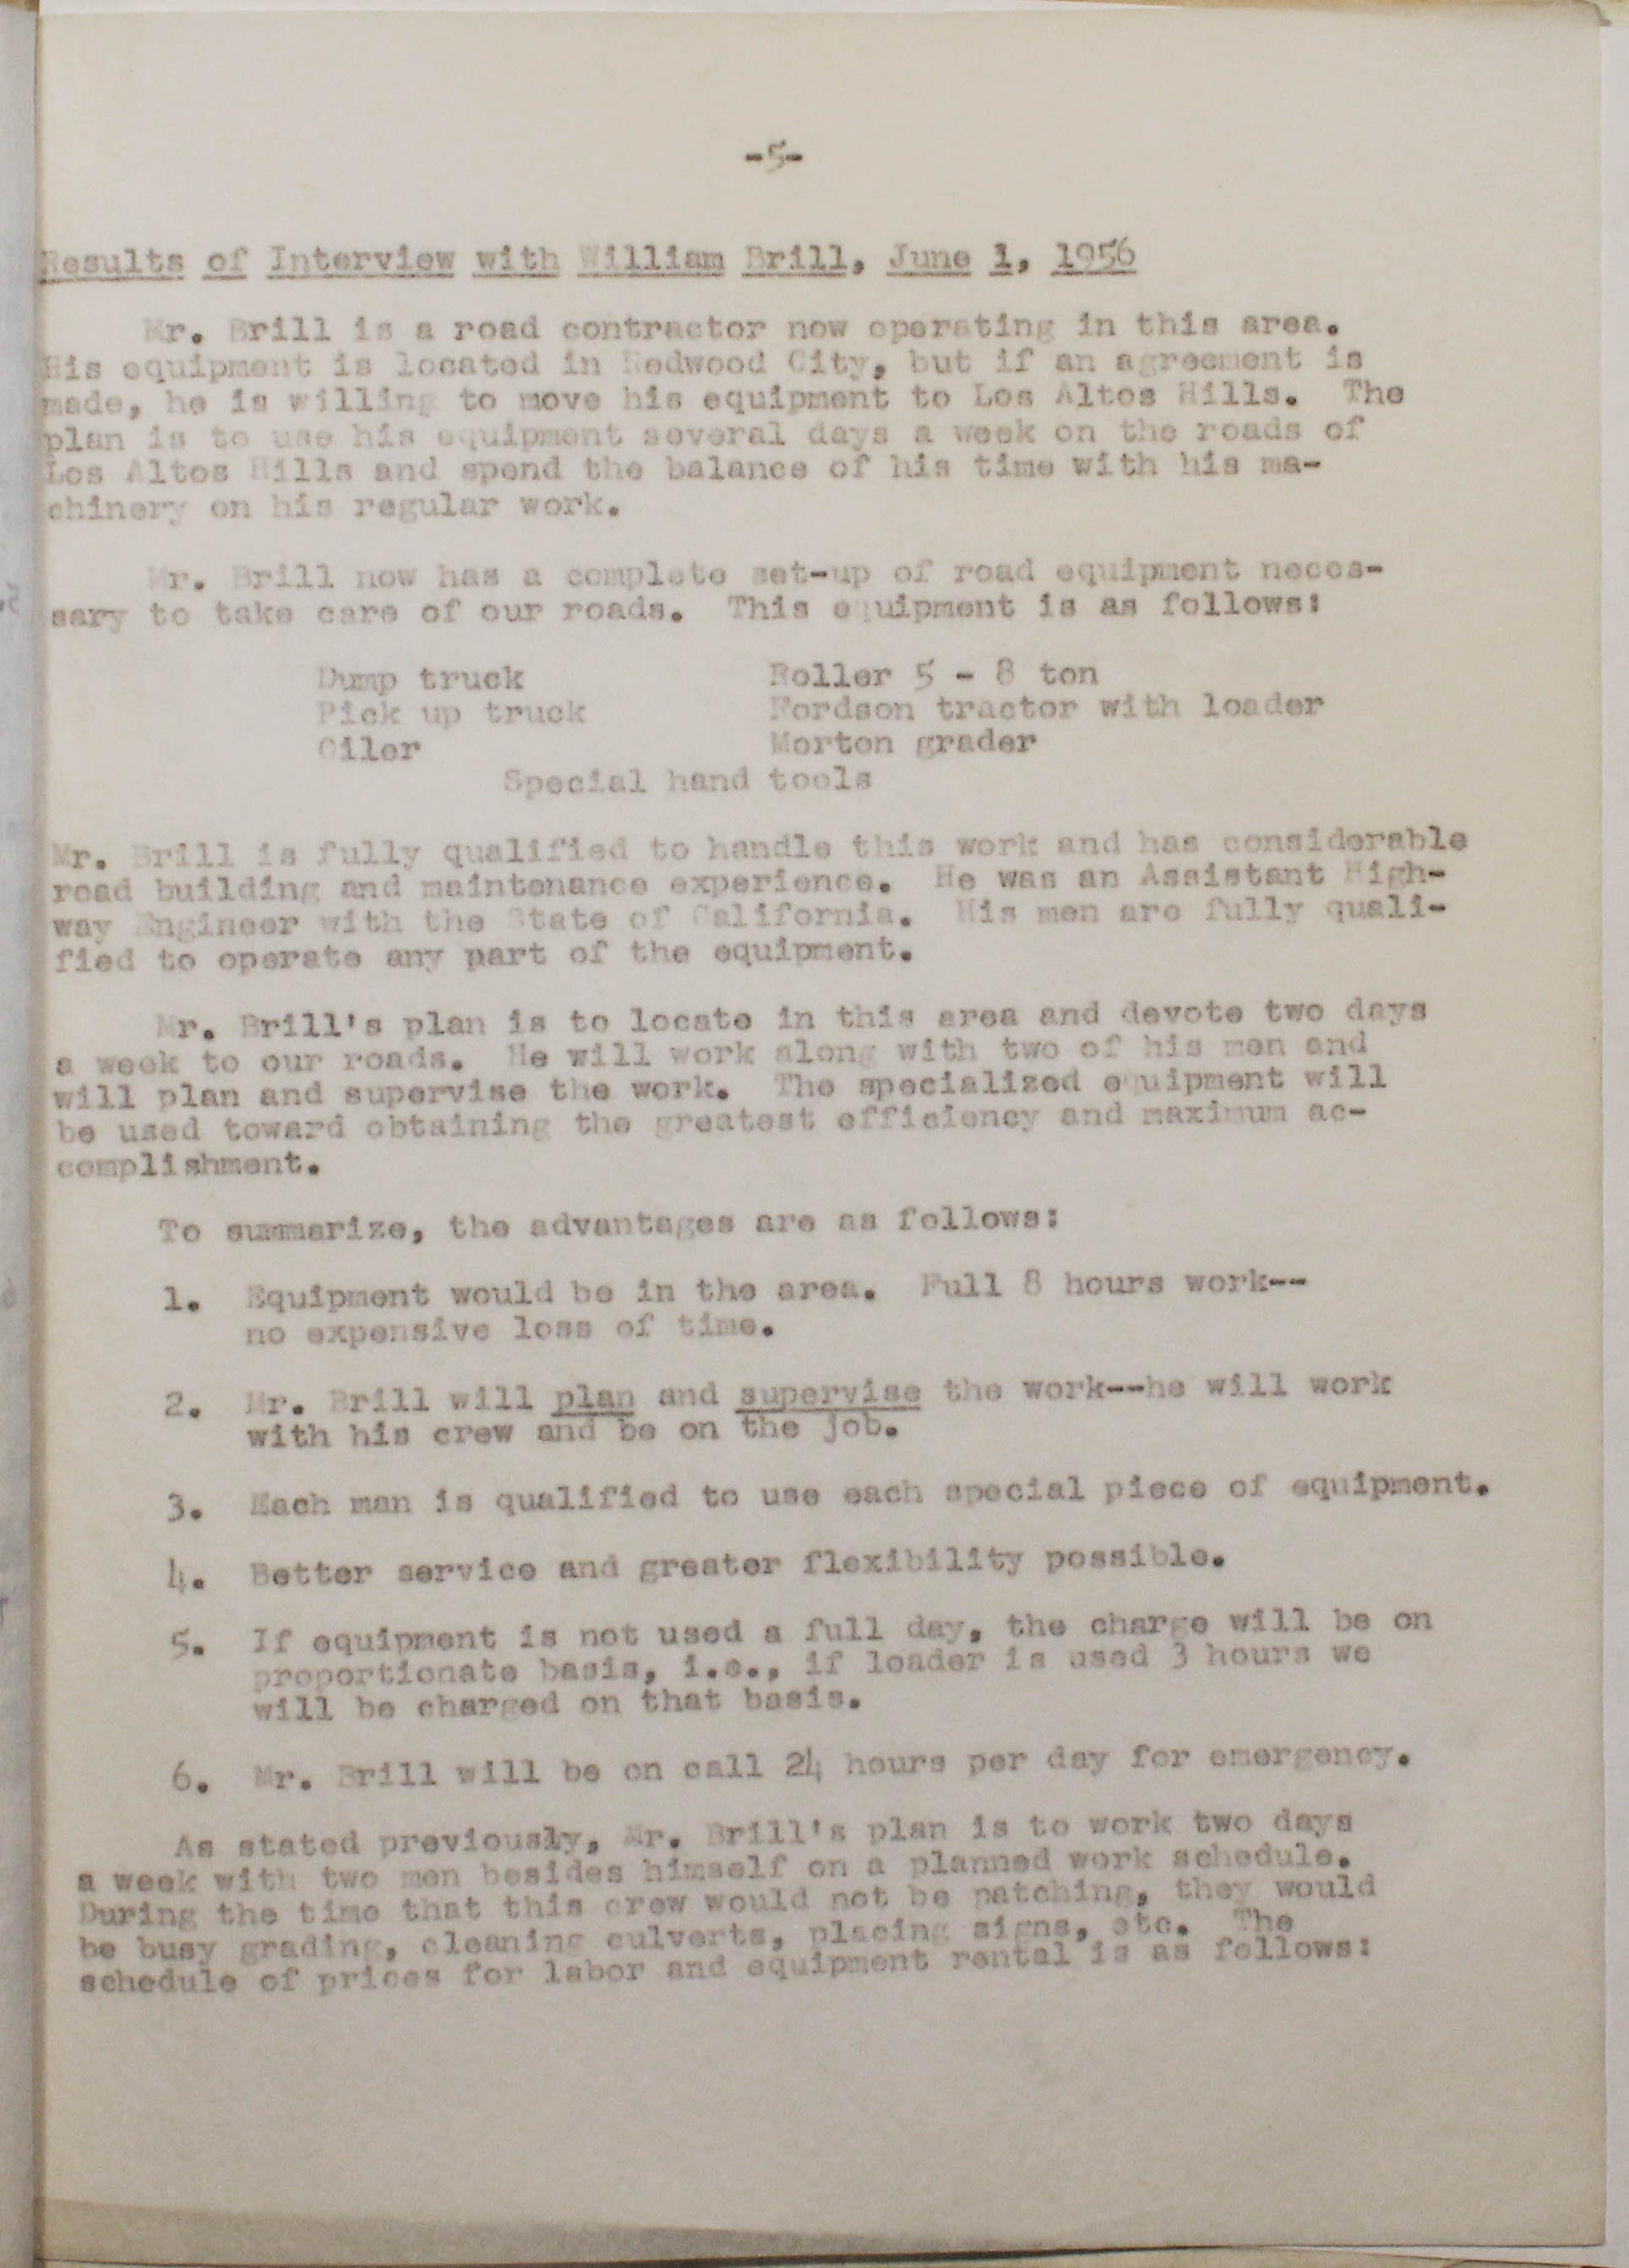 -5-
Results of Interview with William Brill, June 1, 1956
Mr. Brill is a road contractor now operating in this area.
His equipment is located in Redwood City, but if an agreement is
made, he is willing to move his equipment to Los Altos Hills. The
plan is to use his equipment several days a week on the roads of
Los Altos Hills and spend the balance of his time with his ma-
chinery on his regular work.
Mr. Brill now has a complete set-up of road equipment neces-
sary to take care of our roads. This equipment is as follows:
Dump truck Roller 5 - 8 ton
Pick up truck Fordson tractor with loader
Oiler Morton grader
Special hand tools
Mr. Brill is fully qualified to handle this work and has considerable
road building and maintenance experience. He was an Assistant High-
way Engineer with the State of California. His men are fully quali-
fied to operate any part of the equipment.
Mr. Brill's plan is to locate in this area and devote two days
a week to our roads. He will work along with two of his men and
will plan and supervise the work. The specialized equipment will
be used toward obtaining the greatest efficiency and maximum ac-
complishment.
To summarize, the advantages are as follows:
1. Equipment would be in the area. Full 8 hours work--
no expensive loss of time.
2. Mr. Brill will plan and supervise the work--he will work
with his crew and be on the job.
3. Each man is qualified to use each special piece of equipment.
4. Better service and greater flexibility possible.
5. If equipment is not used a full day, the charge will be on
proportionate basis, i.e., if loader is used 3 hours we
will be charged on that basis.
6. Mr. Brill will be on call 24 hours per day for emergency.
As stated previously, Mr. Brill's plan is to work two days
a week with two men besides himself on a planned work schedule.
During the time that this crew would not be patching, they would
be busy grading, cleaning culverts, placing signs, etc. The
schedule of prices for labor and equipment rental is as follows: